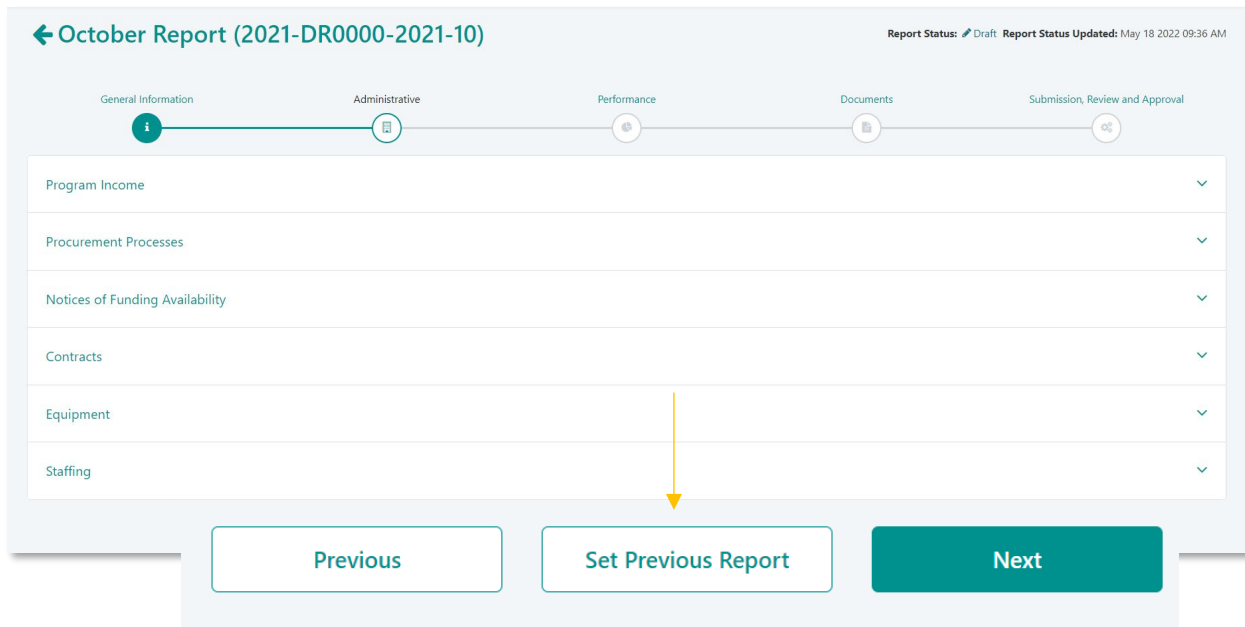 October Report (2021-DR0000-2021-10)
Report Status: Draft Report Status Updated: May 18 2022 09:36 AM
General Information
Administrative
Performance
Documents
Submission, Review and Approval
Program Income
Procurement Processes
Notices of Funding Availability
Contracts
Equipment
Staffing
Previous
Set Previous Report
Next